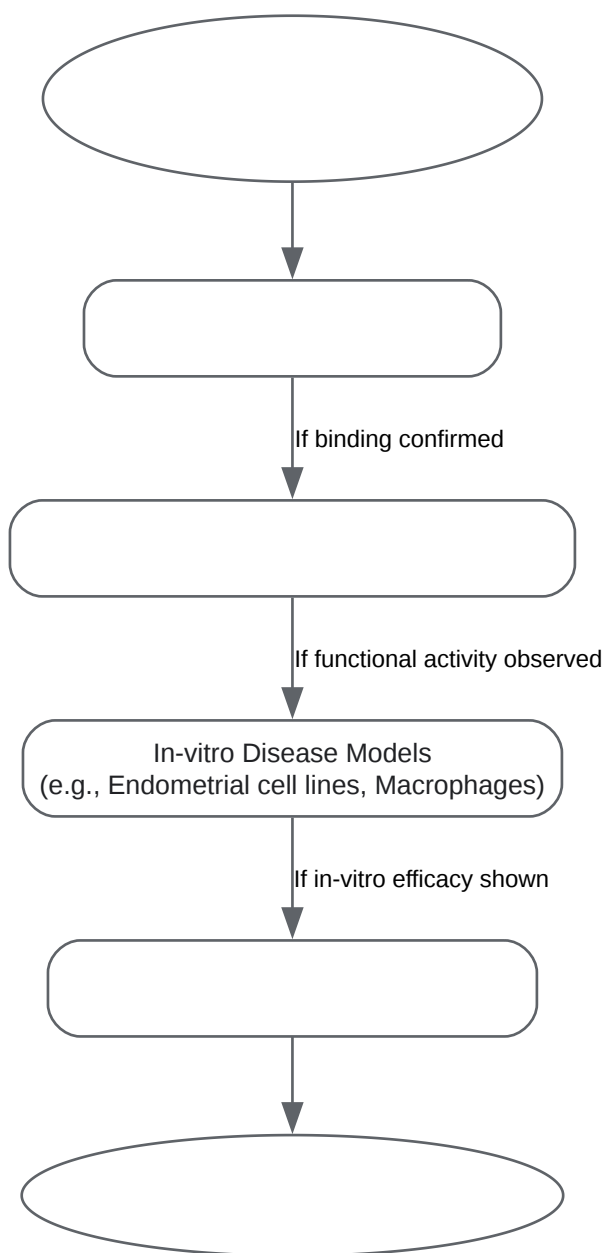 If binding confirmed
If functional activity observed
In-vitro Disease Models
(e.g., Endometrial cell lines, Macrophages)
If in-vitro efficacy shown